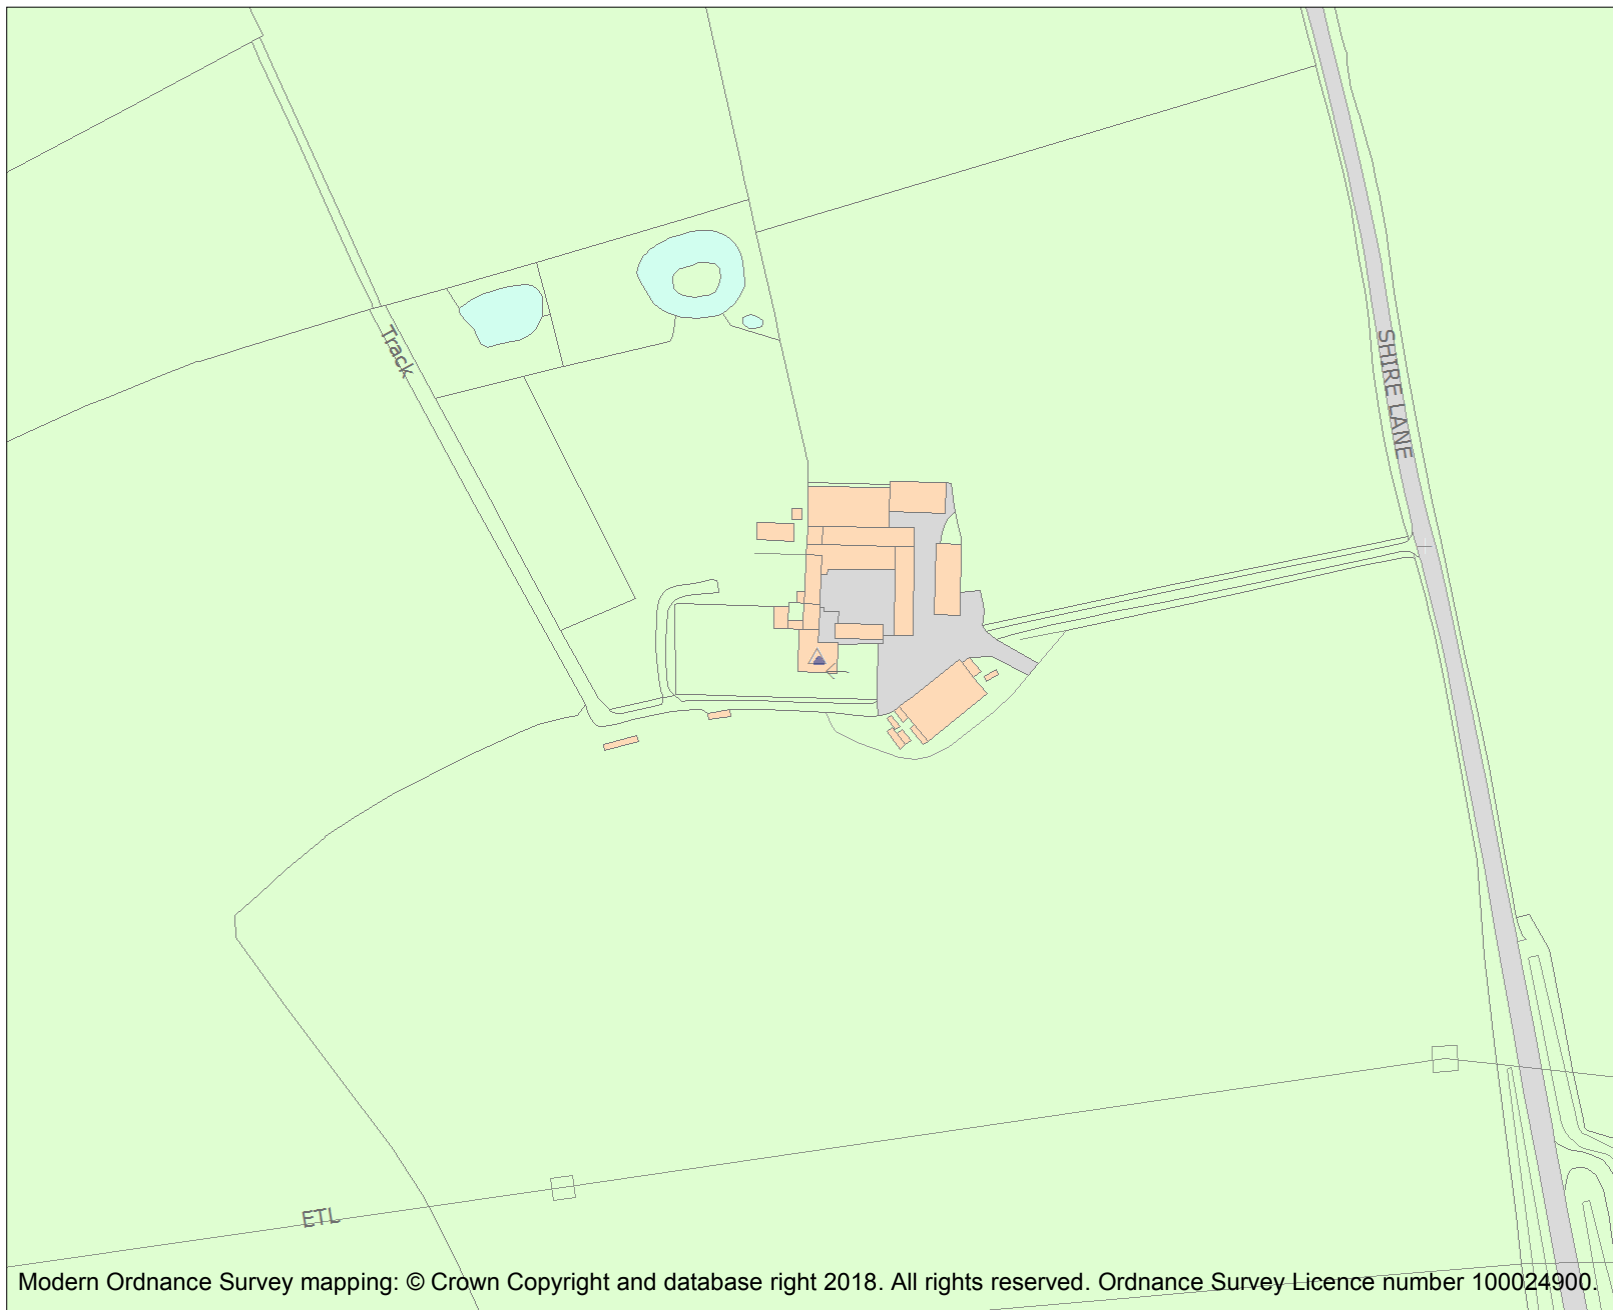 Track
SHIRE LANE
ETL
Modern Ordnance Survey mapping: © Crown Copyright and database right 2018. All rights reserved. Ordnance Survey Licence number 100024900.